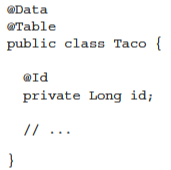 @Data
@Table
public class Taco {
@Id
private Long id;
// ...
}